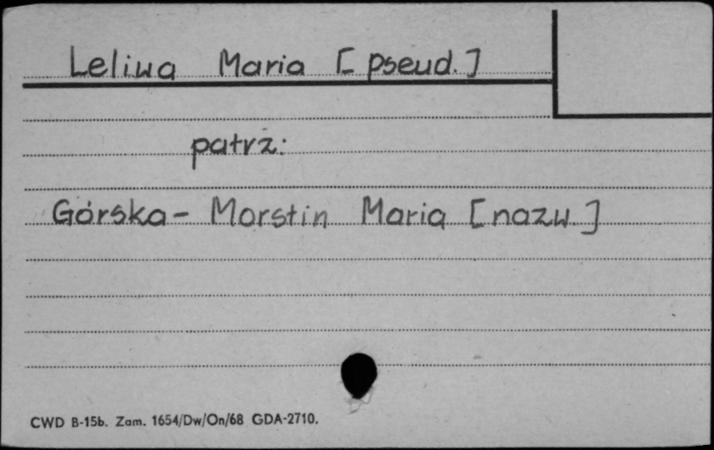 Leliwa Maria [pseud.]
patrz:
Górska- Morstin Maria [nazw.]
CWD B-15b. Zam. 1654/Dw/On/68 GDA-2710.